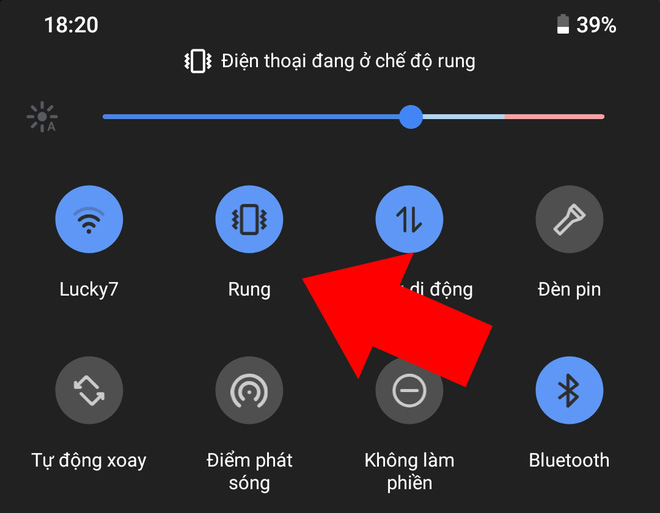 18:20 39%
Điện thoại đang ở chế độ rung
A
Lucky7 Rung di động Đèn pin
Tự động xoay Điểm phát sóng Không làm phiền Bluetooth